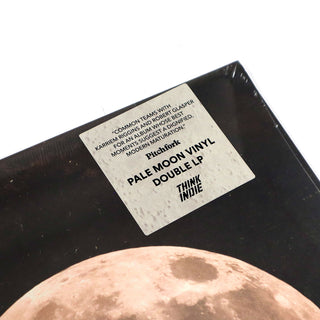 "COMMON TEAMS WITH
KARRIEM RIGGINS AND ROBERT GLASPER
FOR AN ALBUM WHOSE BEST
MOMENTS SUGGEST A DIGNIFIED,
MODERN MATURATION."
Pitchfork
PALE MOON VINYL
DOUBLE LP
THINK
INDIE